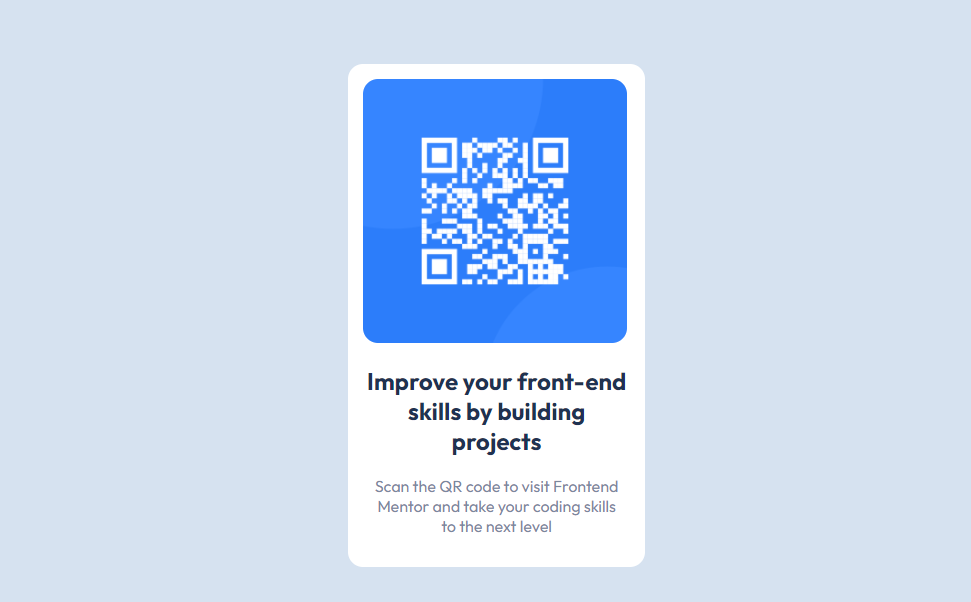 Improve your front-end
skills by building
projects
Scan the QR code to visit Frontend
Mentor and take your coding skills
to the next level